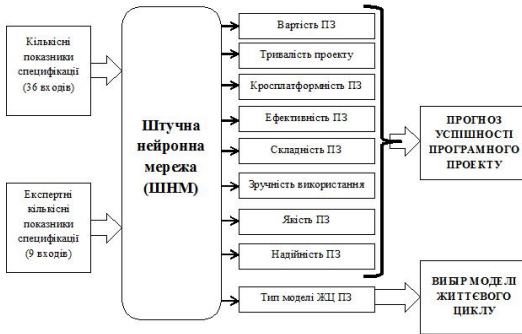 Кількісні
показники
специфікації
(36 входів)
Експертні
кількісні
показники
специфікації
(9 входів)
Штучна
нейронна
мережа
(ШНМ)
Вартість ПЗ
Тривалість проекту
Кросплатформність ПЗ
Ефективність ПЗ
Складність ПЗ
Зручність використання
Якість ПЗ
Надійність ПЗ
Тип моделі ЖЦ ПЗ
ПРОГНОЗ
УСПІШНОСТІ
ПРОГРАМНОГО
ПРОЕКТУ
ВИБІР МОДЕЛІ
ЖИТТЄВОГО
ЦИКЛУ